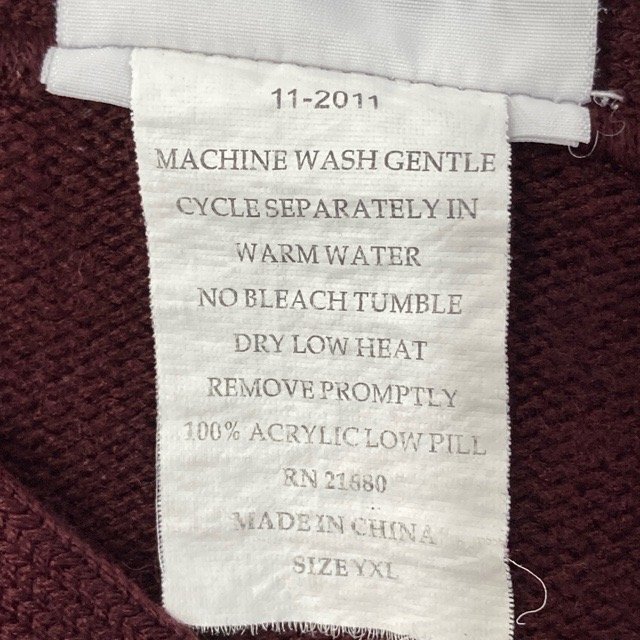 11-2011
MACHINE WASH GENTLE
CYCLE SEPARATELY IN
WARM WATER
NO BLEACH TUMBLE
DRY LOW HEAT
REMOVE PROMPTLY
100% ACRYLIC LOW PILL
RN 21580
MADE IN CHINA
SIZE YXL